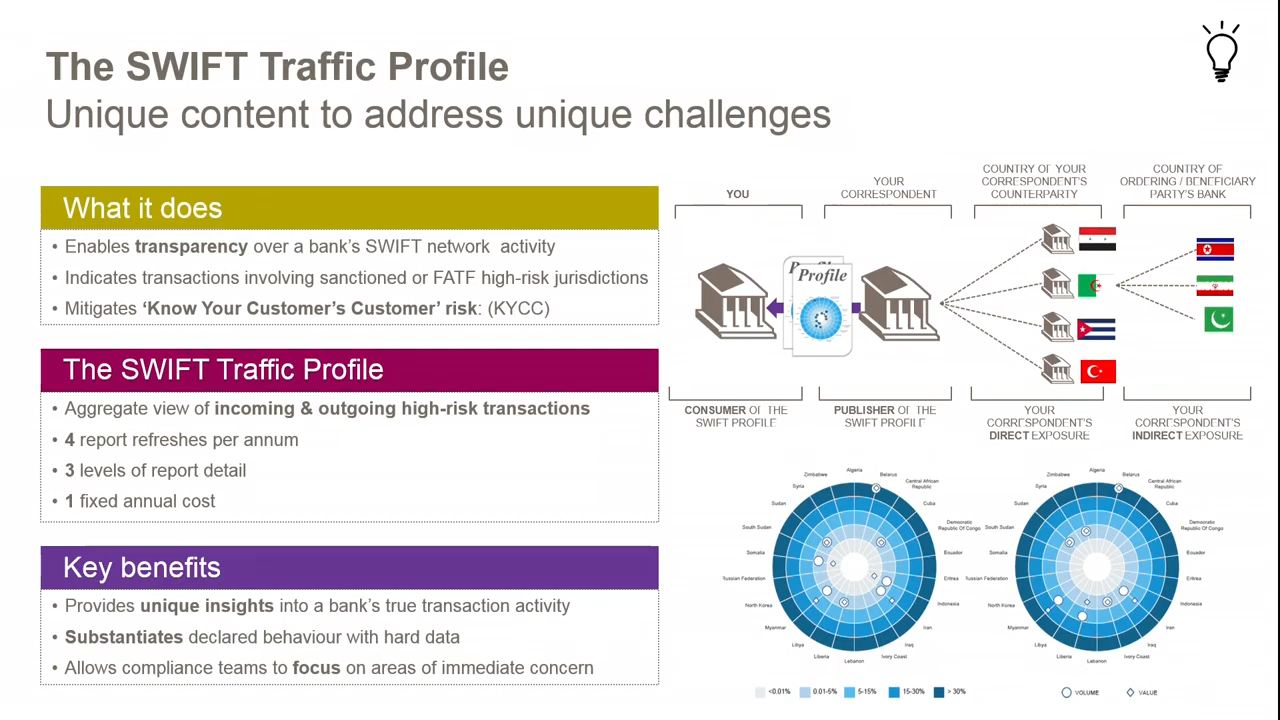 The SWIFT Traffic Profile
Unique content to address unique challenges
What it does
• Enables transparency over a bank's SWIFT network activity
• Indicates transactions involving sanctioned or FATF high-risk jurisdictions
• Mitigates 'Know Your Customer's Customer' risk: (KYCC)
The SWIFT Traffic Profile
• Aggregate view of incoming & outgoing high-risk transactions
• 4 report refreshes per annum
• 3 levels of report detail
• 1 fixed annual cost
Key benefits
• Provides unique insights into a bank's true transaction activity
• Substantiates declared behaviour with hard data
• Allows compliance teams to focus on areas of immediate concern
YOU
YOUR
CORRESPONDENT
COUNTRY OF YOUR
CORRESPONDENT'S
COUNTERPARTY
COUNTRY OF
ORDERING / BENEFICIARY
PARTY'S BANK
Profile
CONSUMER OF THE
SWIFT PROFILE
PUBLISHER OF THE
SWIFT PROFILE
YOUR
CORRESPONDENT'S
DIRECT EXPOSURE
YOUR
CORRESPONDENT'S
INDIRECT EXPOSURE
Algeria
Belarus
Central African
Republic
Cuba
Democratic
Republic Of Congo
Ecuador
Eritrea
Indonesia
Iran
Iraq
Ivory Coast
Lebanon
Liberia
Libya
Myanmar
North Korea
Russian Federation
Somalia
South Sudan
Sudan
Syria
Zimbabwe
Algeria
Belarus
Central African
Republic
Cuba
Democratic
Republic Of Congo
Ecuador
Eritrea
Indonesia
Iran
Iraq
Ivory Coast
Lebanon
Liberia
Libya
Myanmar
North Korea
Russian Federation
Somalia
South Sudan
Sudan
Syria
Zimbabwe
<0.01%
0.01-5%
5-15%
15-30%
> 30%
VOLUME
VALUE